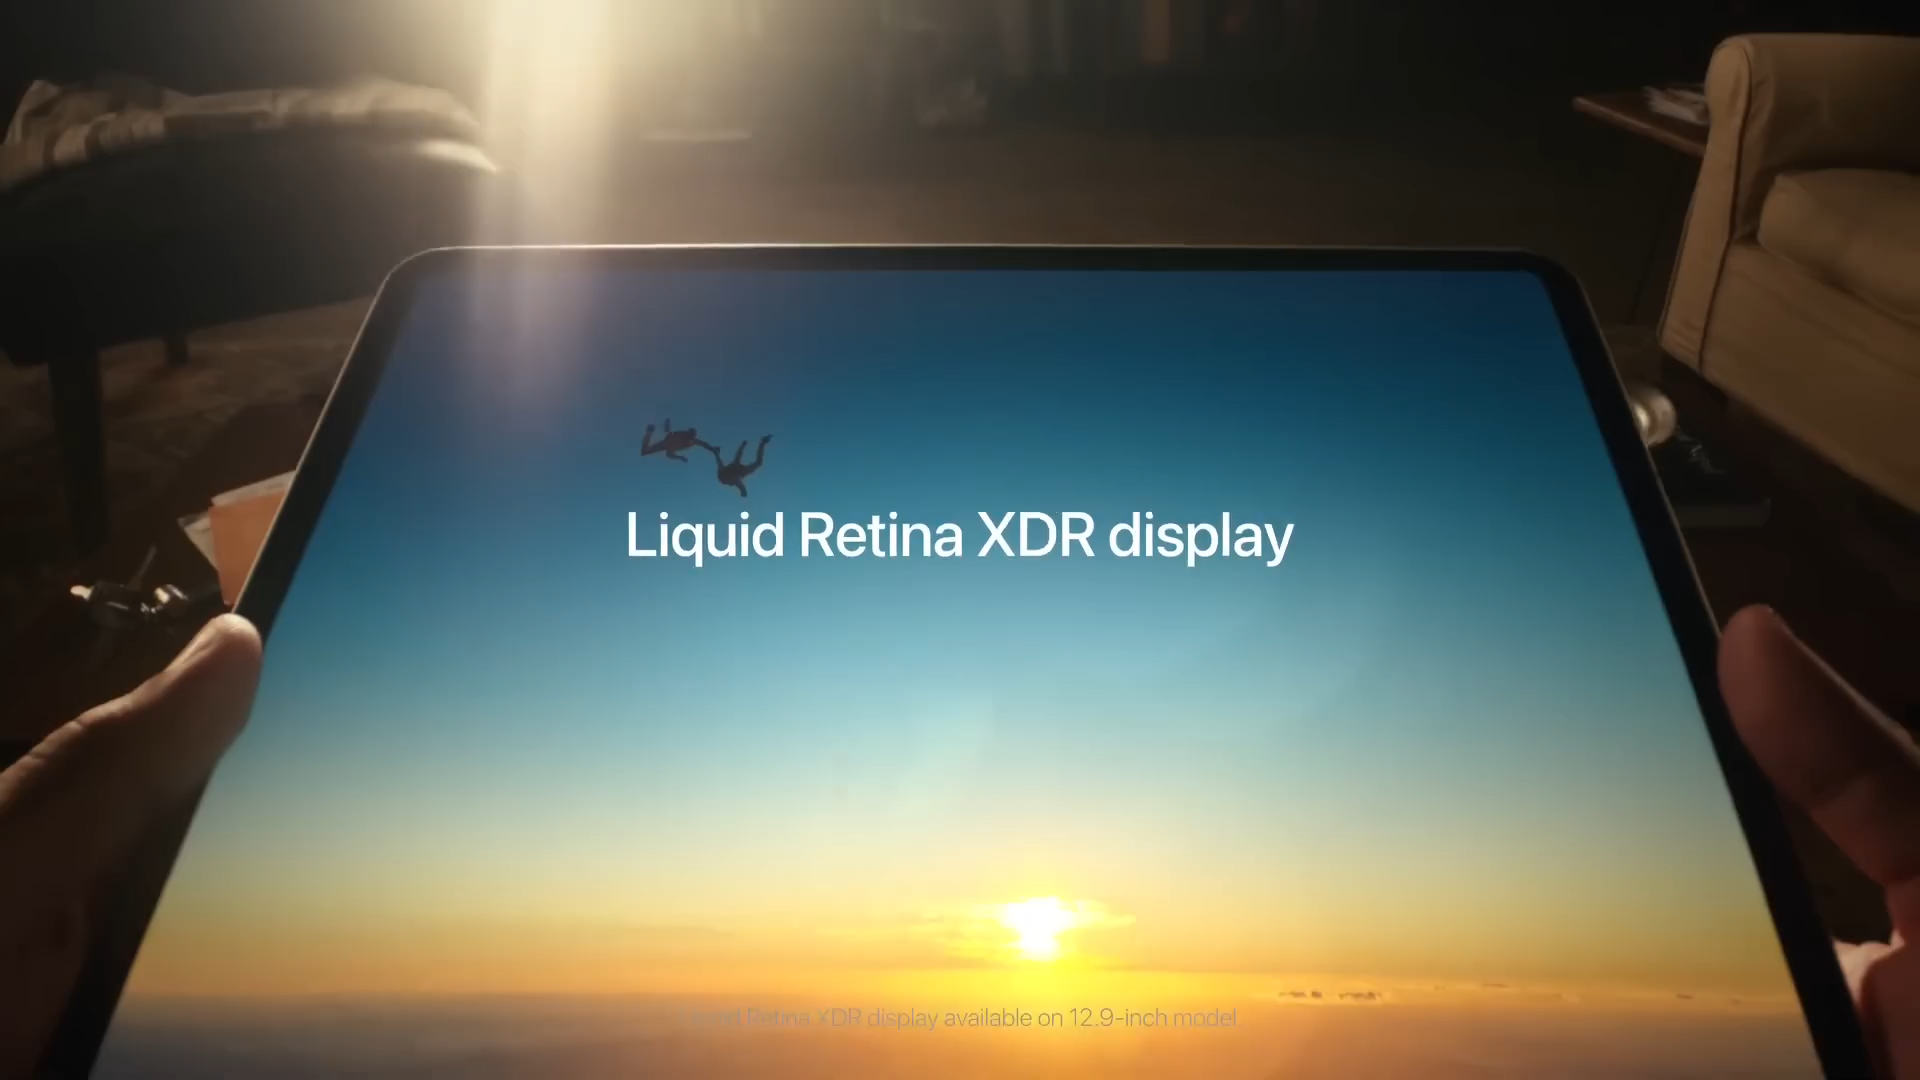 Liquid Retina XDR display
Liquid Retina XDR display available on 12.9-inch model